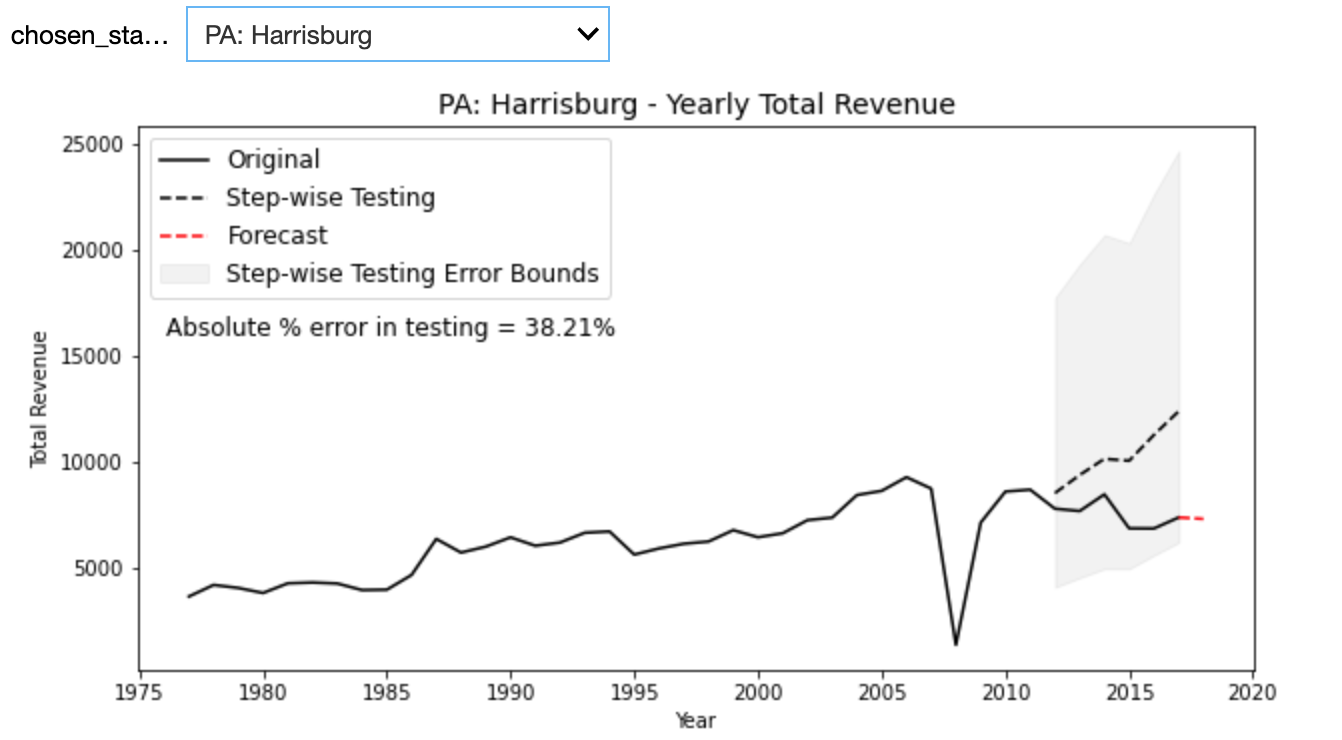 chosen_sta... PA: Harrisburg
PA: Harrisburg - Yearly Total Revenue
Original
Step-wise Testing
Forecast
Step-wise Testing Error Bounds
Absolute % error in testing = 38.21%
Total Revenue
25000
20000
15000
10000
5000
1975 1980 1985 1990 1995 2000 2005 2010 2015 2020
Year